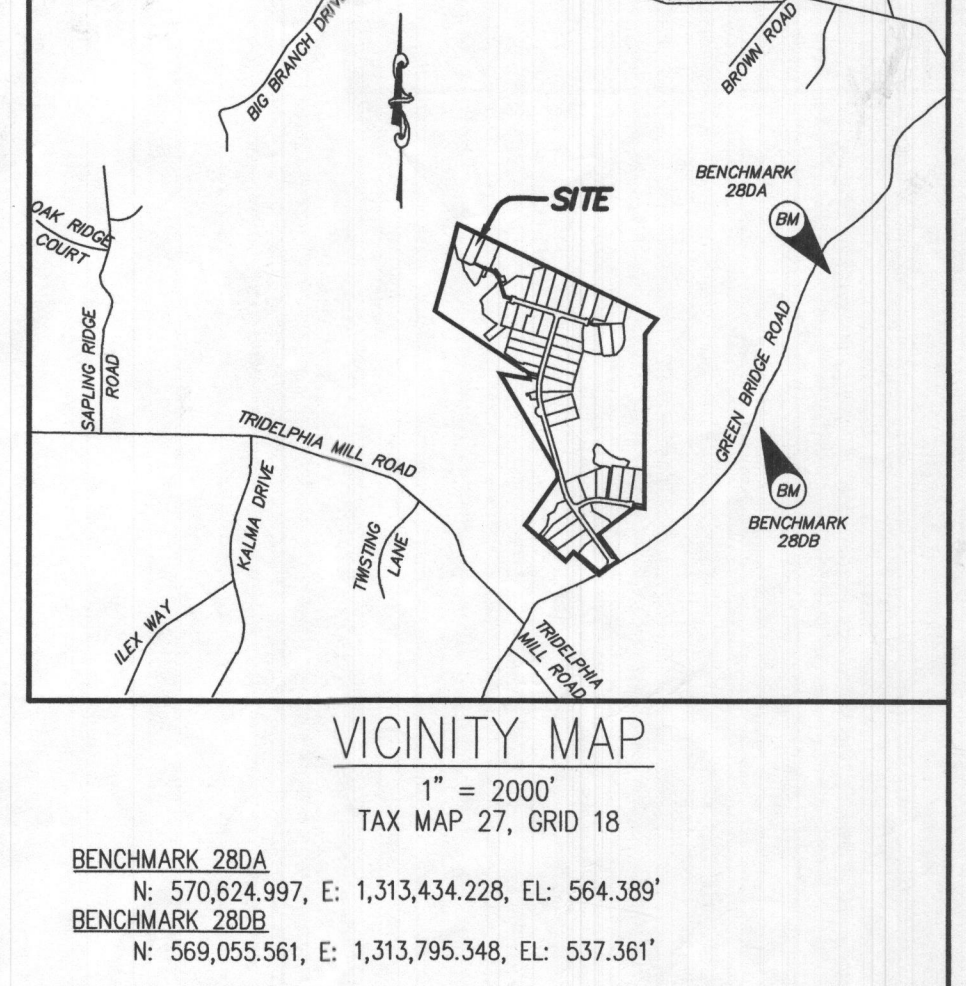 BIG BRANCH DRIVE
BROWN ROAD
BENCHMARK
28DA
BM
SITE
OAK RIDGE
COURT
SAPLING RIDGE
ROAD
GREEN BRIDGE ROAD
TRIDELPHIA MILL ROAD
KALMA DRIVE
TWISTING
LANE
BM
BENCHMARK
28DB
ILEX WAY
TRIDELPHIA
MILL ROAD
VICINITY MAP
1" = 2000'
TAX MAP 27, GRID 18
BENCHMARK 28DA
N: 570,624.997, E: 1,313,434.228, EL: 564.389'
BENCHMARK 28DB
N: 569,055.561, E: 1,313,795.348, EL: 537.361'